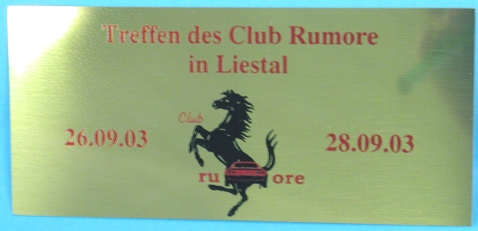 Treffen des Club Rumore
in Liestal
Club
26.09.03
28.09.03
ru ore